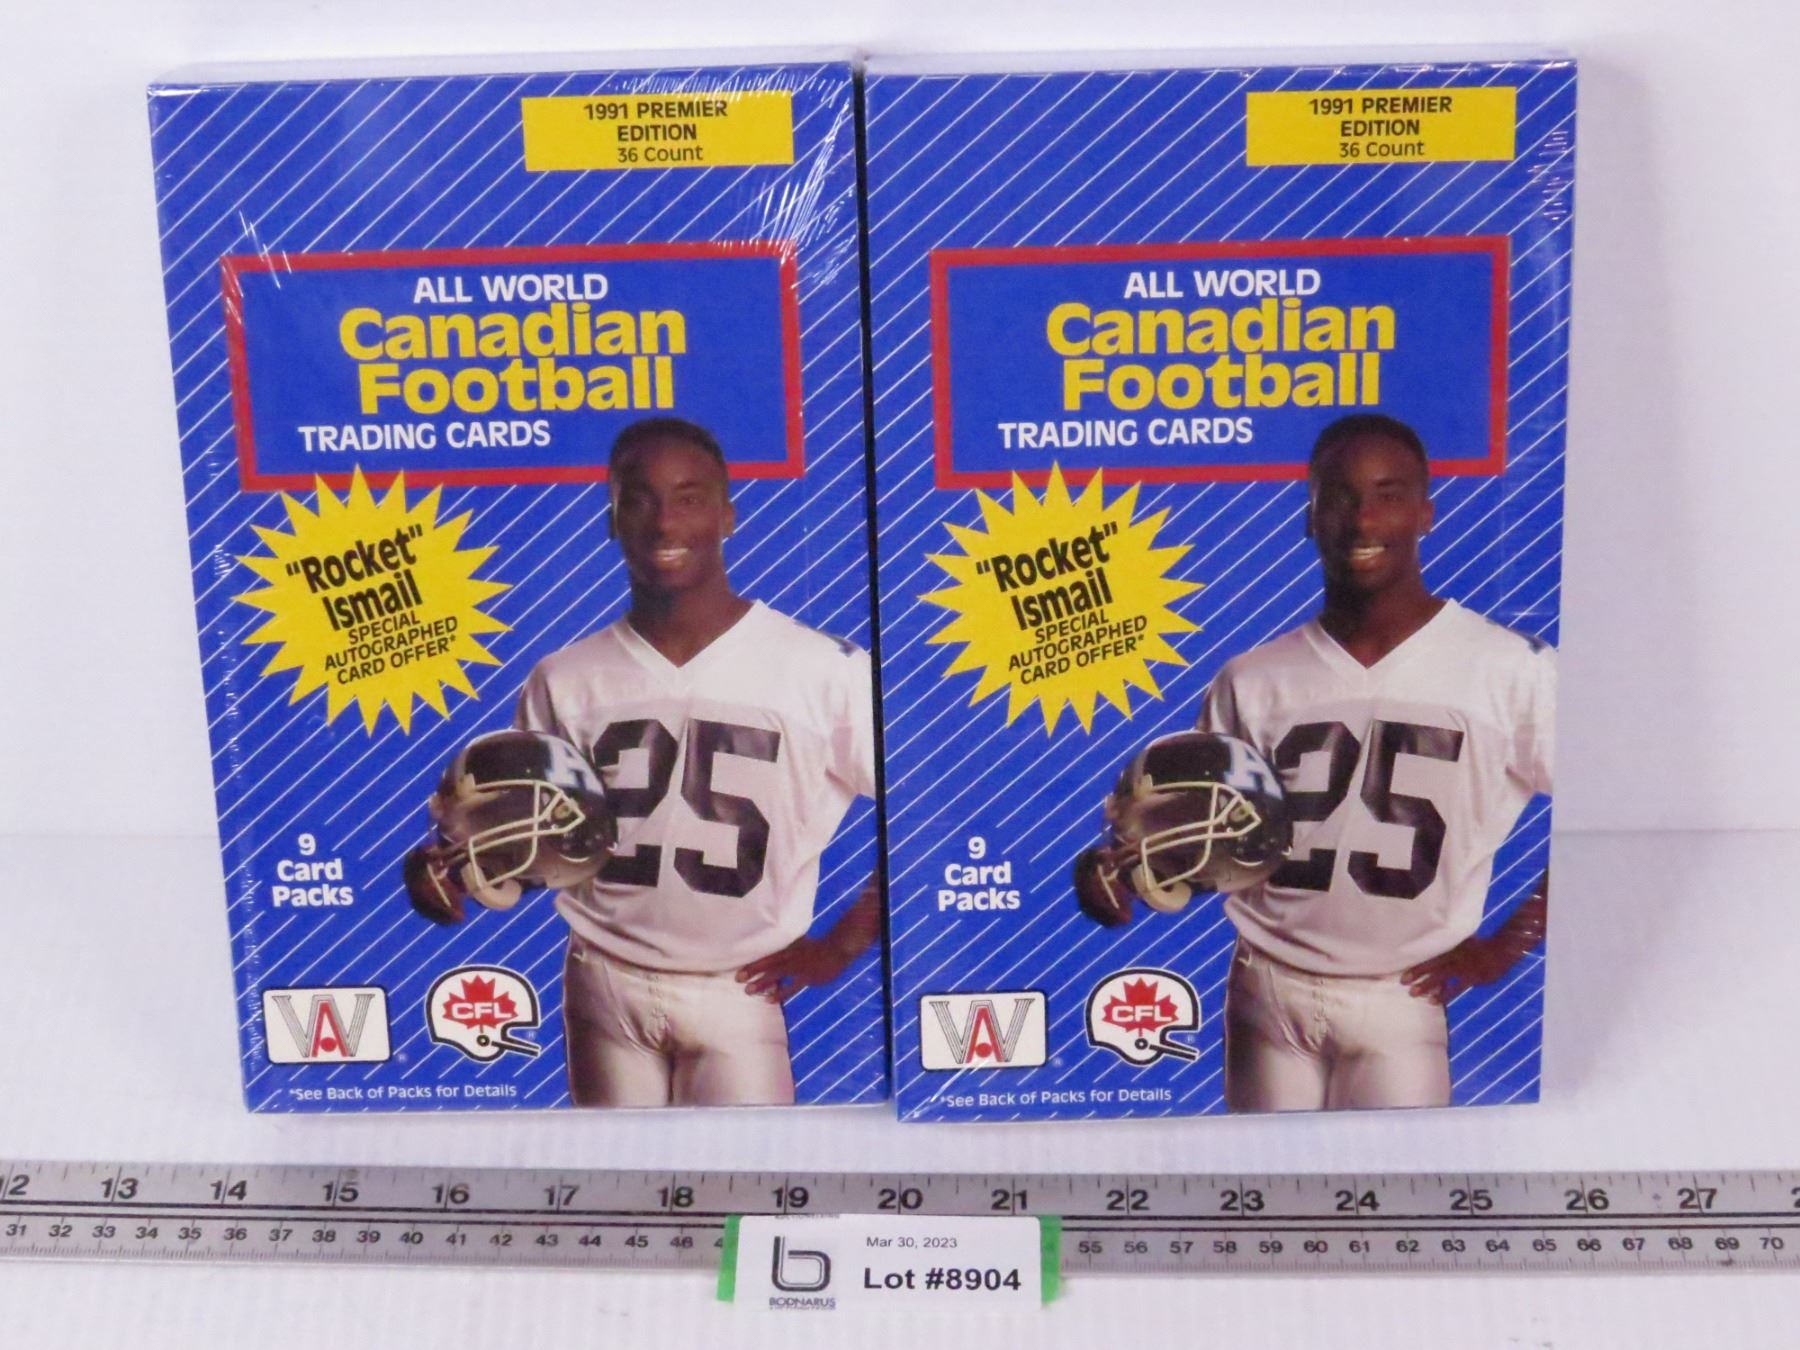 1991 PREMIER
EDITION
36 Count
ALL WORLD
Canadian
Football
TRADING CARDS
"Rocket"
Ismail
SPECIAL
AUTOGRAPHED
CARD OFFER*
25
A
9
Card
Packs
WA
CFL
*See Back of Packs for Details
1991 PREMIER
EDITION
36 Count
ALL WORLD
Canadian
Football
TRADING CARDS
"Rocket"
Ismail
SPECIAL
AUTOGRAPHED
CARD OFFER*
25
A
9
Card
Packs
WA
CFL
*See Back of Packs for Details
12 13 14 15 16 17 18 19 20 21 22 23 24 25 26 27
31 32 33 34 35 36 37 38 39 40 41 42 43 44 45 46 55 56 57 58 59 60 61 62 63 64 65 66 67 68 69 70
Mar 30, 2023
Lot #8904
b
BODNARUS